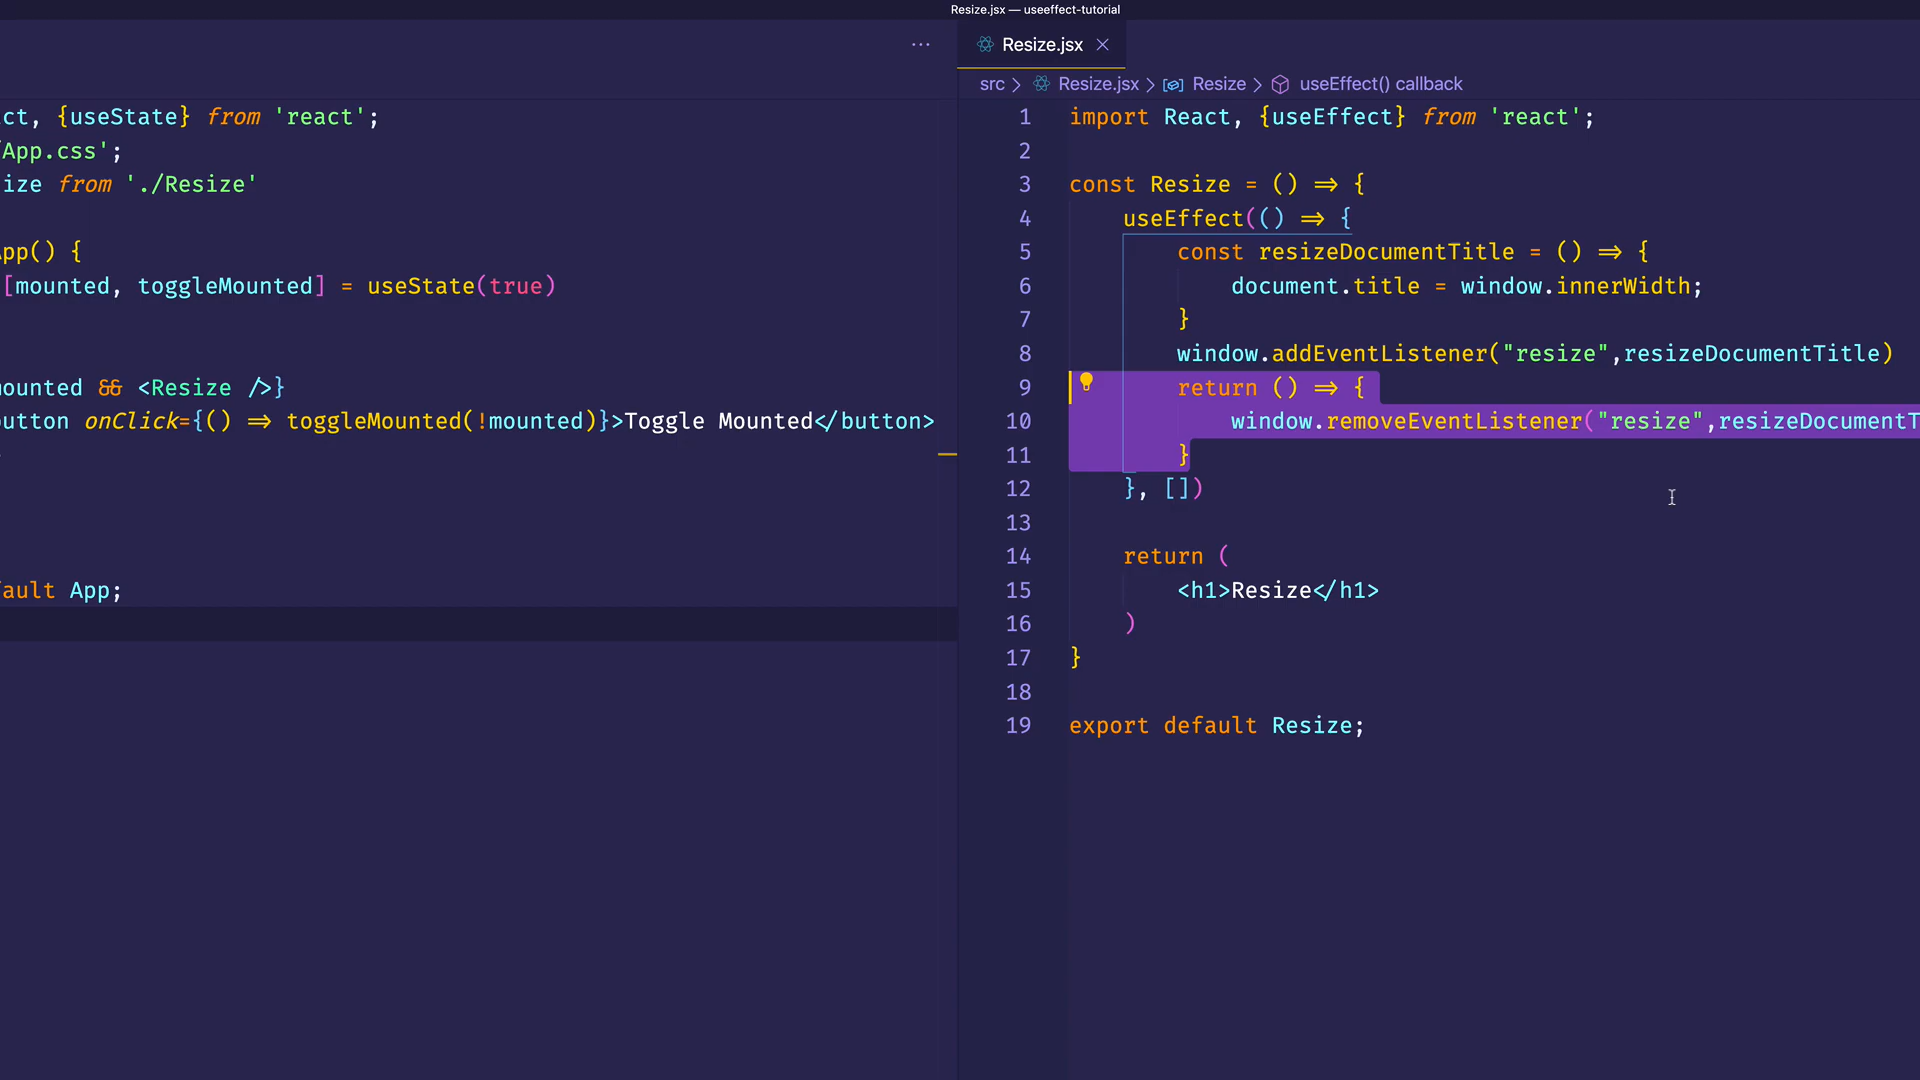 Resize.jsx — useeffect-tutorial
...
ct, {useState} from 'react';
App.css';
ize from './Resize'
pp() {
[mounted, toggleMounted] = useState(true)
ounted && <Resize />}
utton onClick={() => toggleMounted(!mounted)}>Toggle Mounted</button>
ault App;
Resize.jsx
src > Resize.jsx > Resize > useEffect() callback
1 import React, {useEffect} from 'react';
2
3 const Resize = () => {
4 useEffect(() => {
5 const resizeDocumentTitle = () => {
6 document.title = window.innerWidth;
7 }
8 window.addEventListener("resize",resizeDocumentTitle)
9 return () => {
10 window.removeEventListener("resize",resizeDocumentT
11 }
12 }, [])
13
14 return (
15 <h1>Resize</h1>
16 )
17 }
18
19 export default Resize;